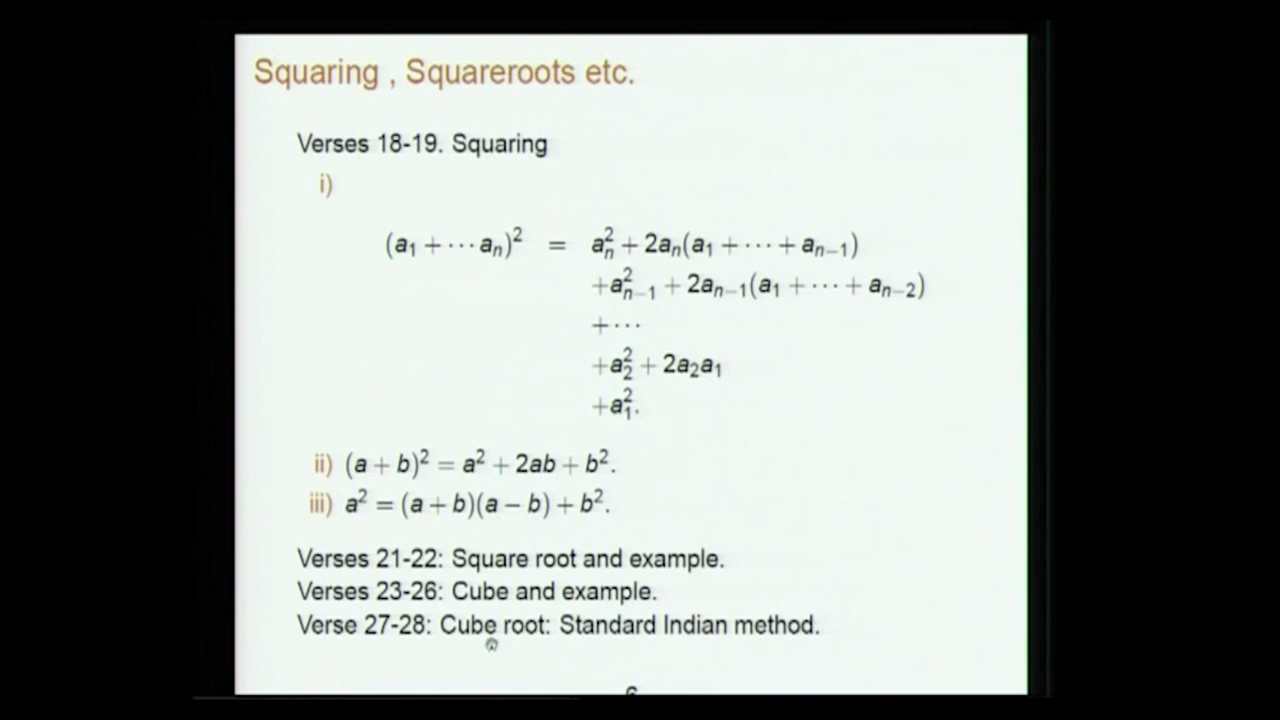 Squaring , Squareroots etc.
Verses 18-19. Squaring
i)
(a₁ + ⋯ aₙ)² = aₙ² + 2aₙ(a₁ + ⋯ + aₙ₋₁)
+aₙ₋₁² + 2aₙ₋₁(a₁ + ⋯ + aₙ₋₂)
+⋯
+a₂² + 2a₂a₁
+a₁².
ii) (a + b)² = a² + 2ab + b².
iii) a² = (a + b)(a − b) + b².
Verses 21-22: Square root and example.
Verses 23-26: Cube and example.
Verse 27-28: Cube root: Standard Indian method.